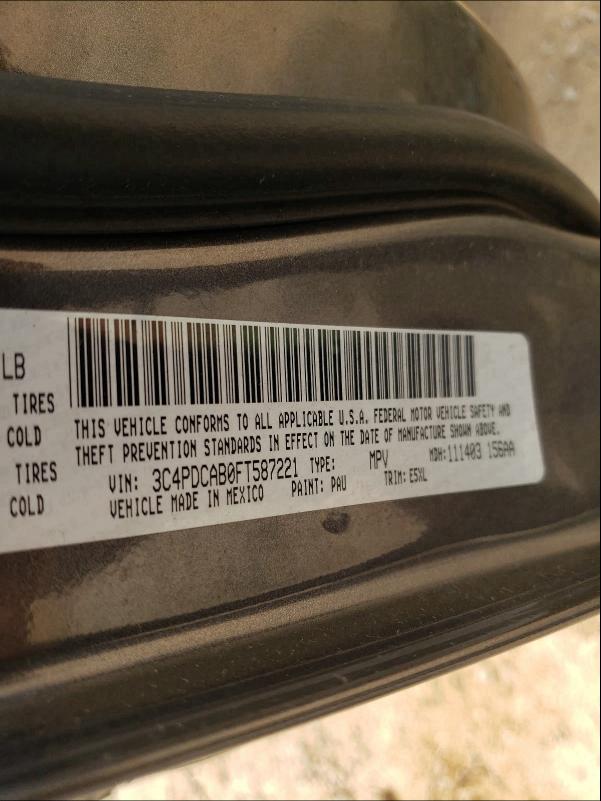 LB
TIRES
COLD
TIRES
COLD
THIS VEHICLE CONFORMS TO ALL APPLICABLE U.S.A. FEDERAL MOTOR VEHICLE SAFETY AND
THEFT PREVENTION STANDARDS IN EFFECT ON THE DATE OF MANUFACTURE SHOWN ABOVE.
VIN: 3C4PDCAB0FT587221 TYPE: MPV MDH:111403 156AA
VEHICLE MADE IN MEXICO PAINT: PAU TRIM: E5XL